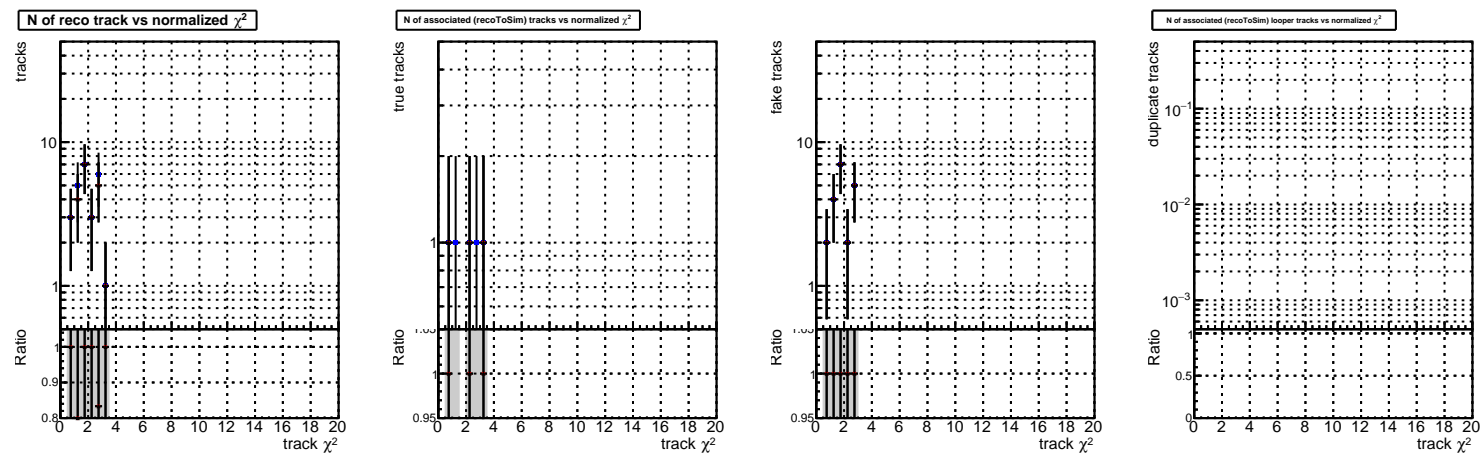 N of reco track vs normalized χ²
tracks
10
1
Ratio
1
0.9
0.8
0 2 4 6 8 10 12 14 16 18 20
track χ²
N of associated (recoToSim) tracks vs normalized χ²
true tracks
1
Ratio
1.05
1
0.95
0 2 4 6 8 10 12 14 16 18 20
track χ²
fake tracks
10
1
Ratio
1.05
1
0.95
0 2 4 6 8 10 12 14 16 18 20
track χ²
N of associated (recoToSim) looper tracks vs normalized χ²
duplicate tracks
10⁻¹
10⁻²
10⁻³
Ratio
1
0.5
0
0 2 4 6 8 10 12 14 16 18 20
track χ²